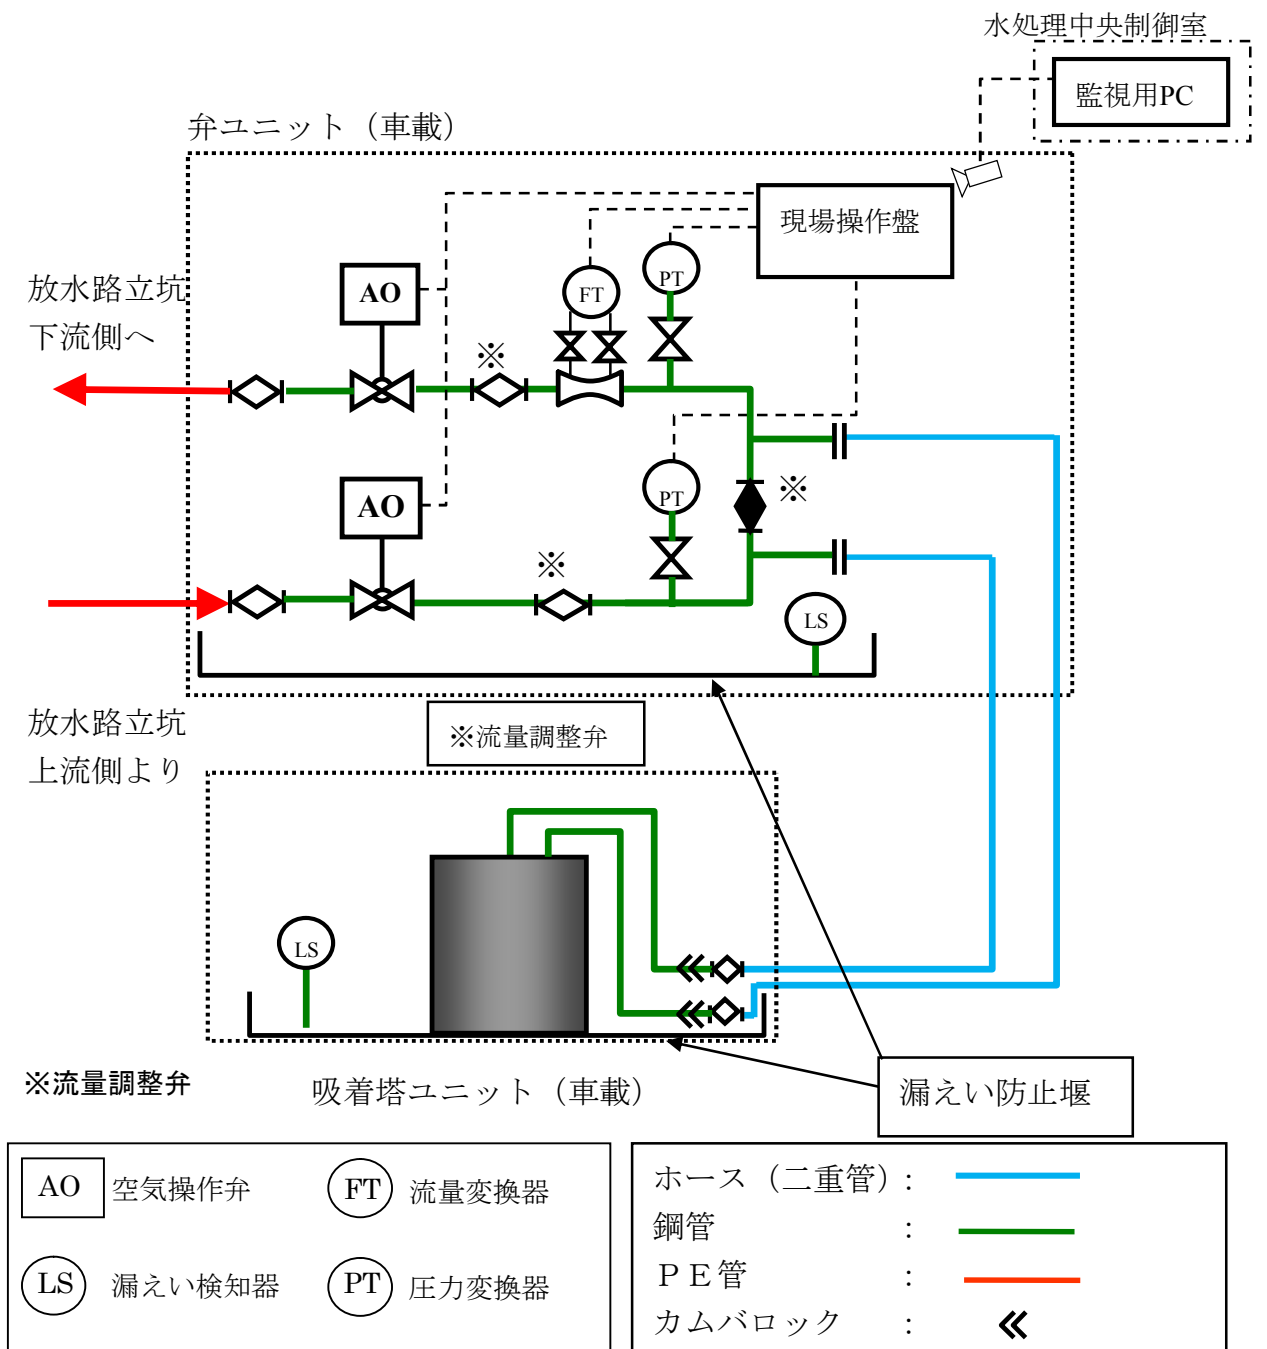 水処理中央制御室
監視用PC
弁ユニット（車載）
現場操作盤
放水路立坑
下流側へ
AO
FT
PT
※
AO
PT
※
※
LS
放水路立坑
上流側より
※流量調整弁
LS
※流量調整弁
吸着塔ユニット（車載）
漏えい防止堰
AO 空気操作弁
FT 流量変換器
LS 漏えい検知器
PT 圧力変換器
ホース（二重管）：
鋼管 ：
ＰＥ管 ：
カムバロック ：